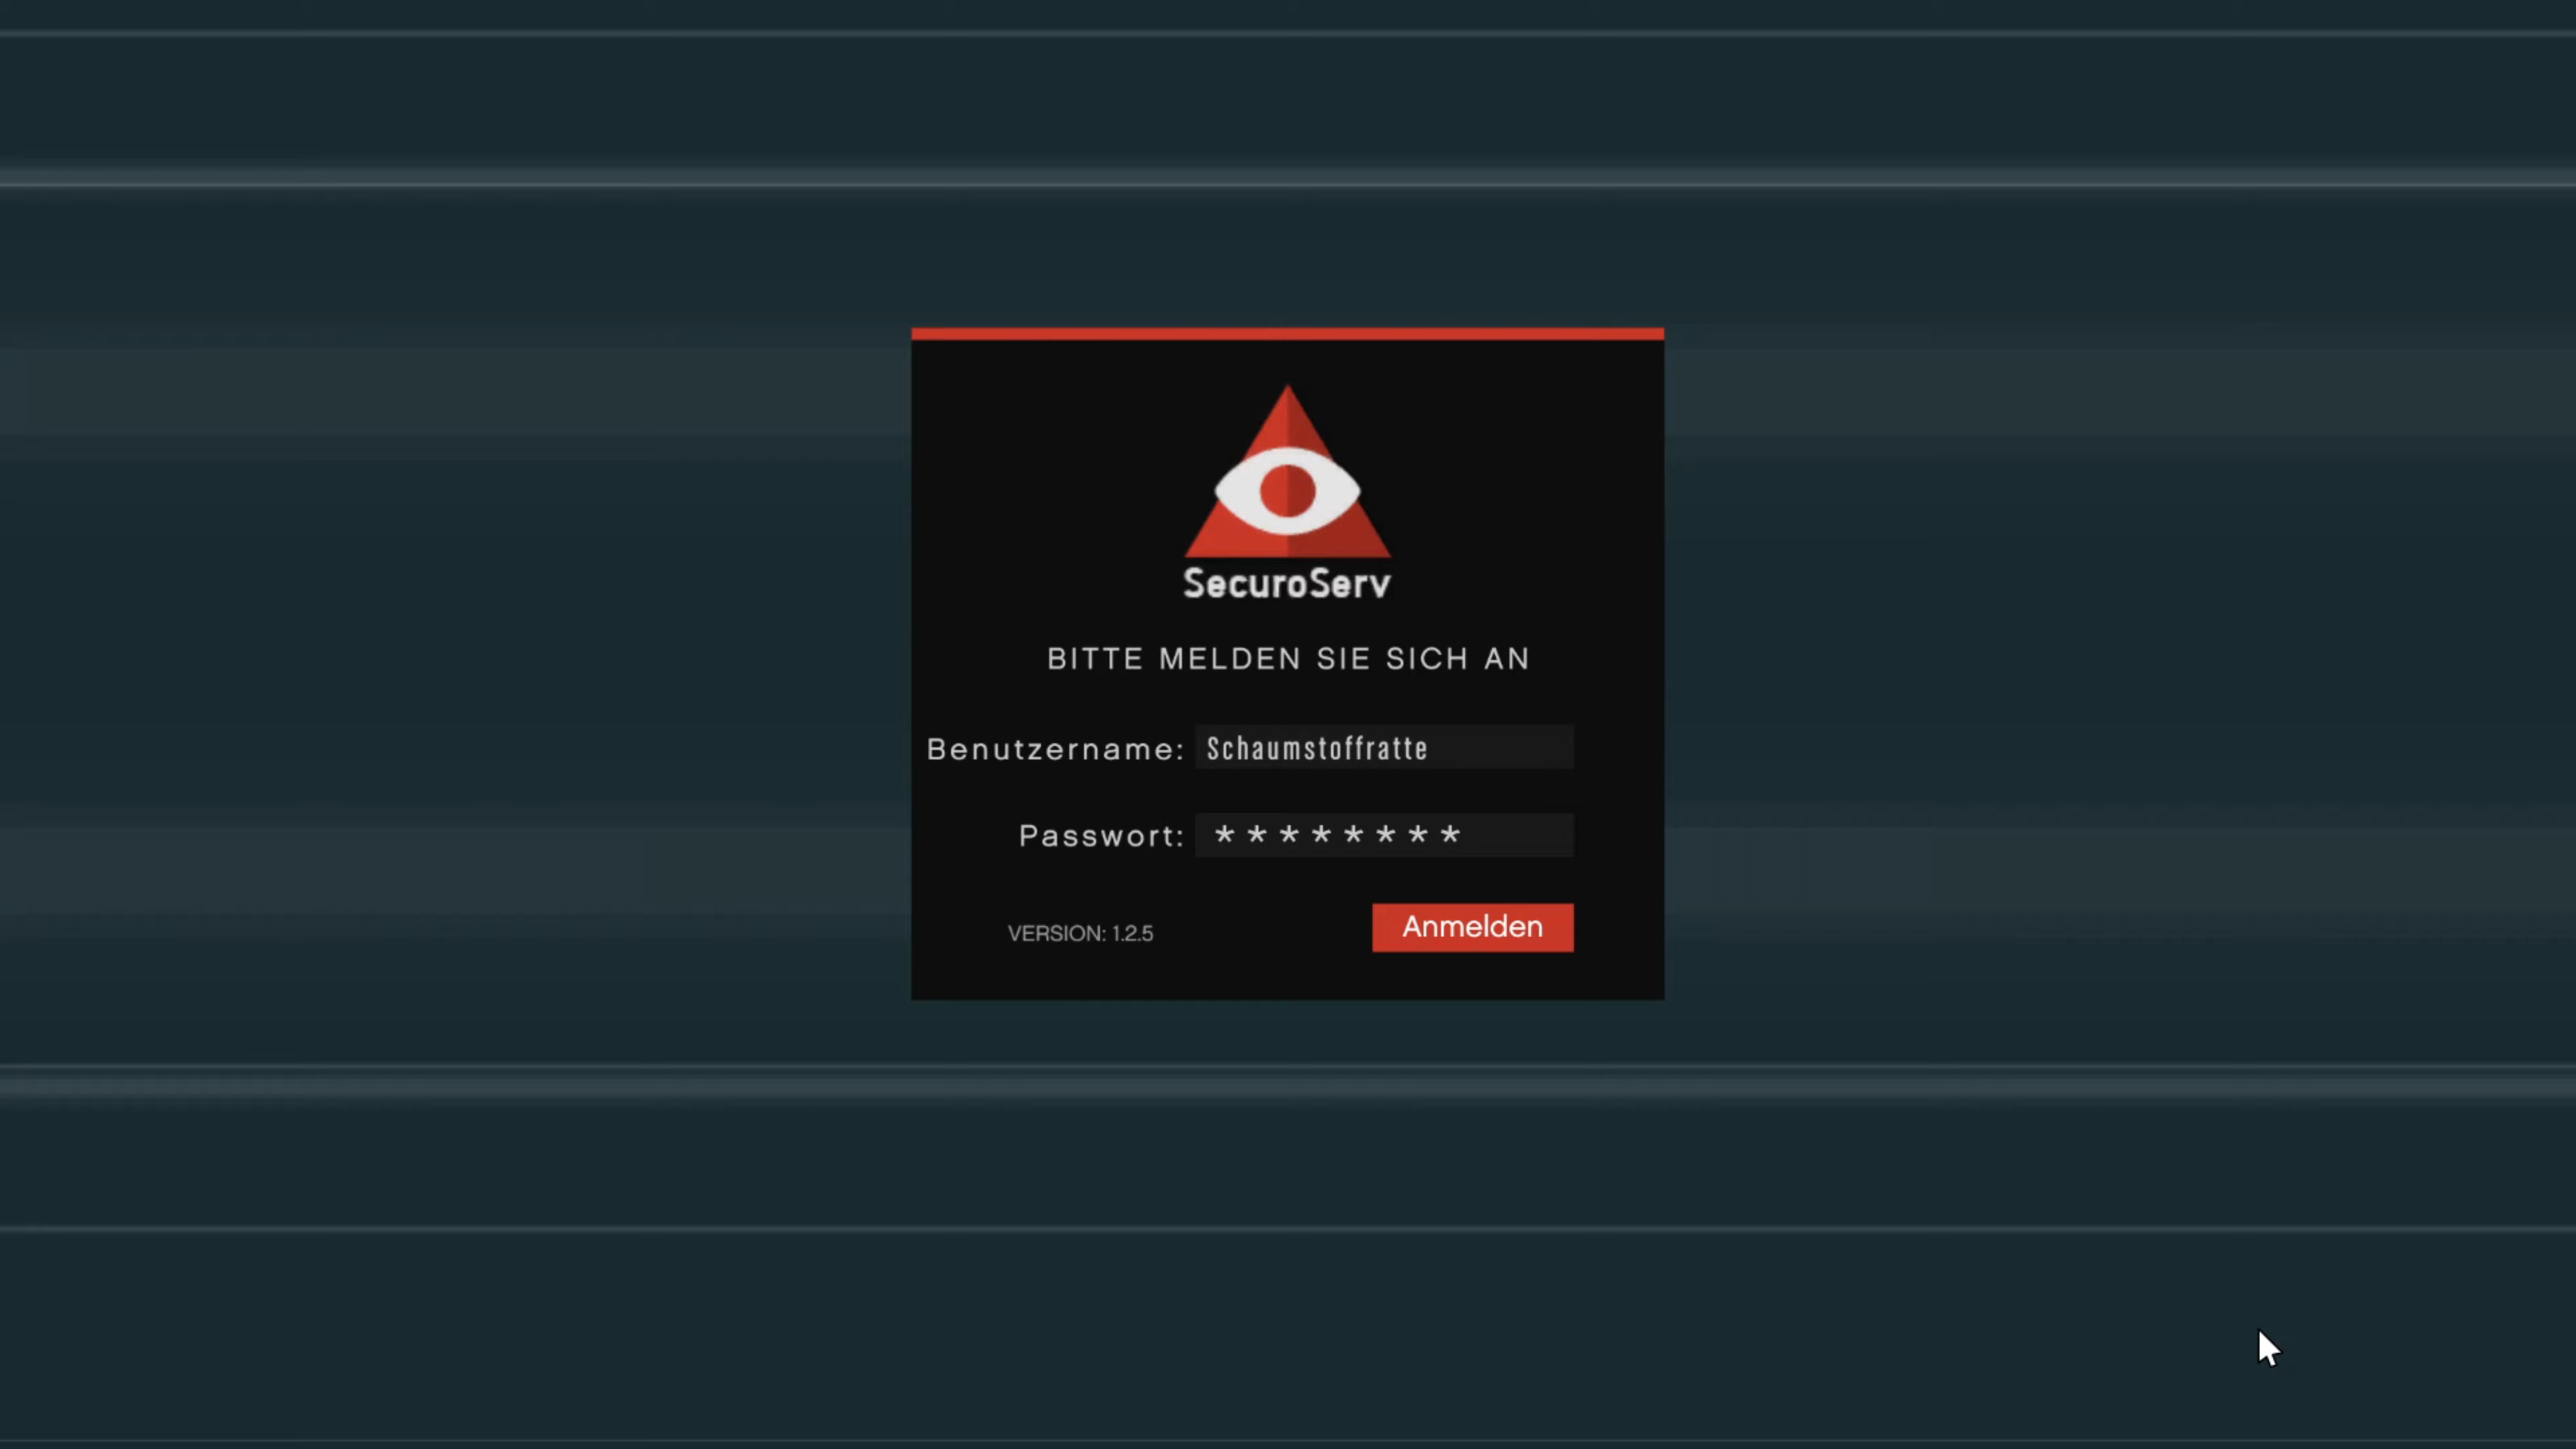 SecuroServ
BITTE MELDEN SIE SICH AN
Benutzername: Schaumstoffratte
Passwort: ********
VERSION: 1.2.5
Anmelden